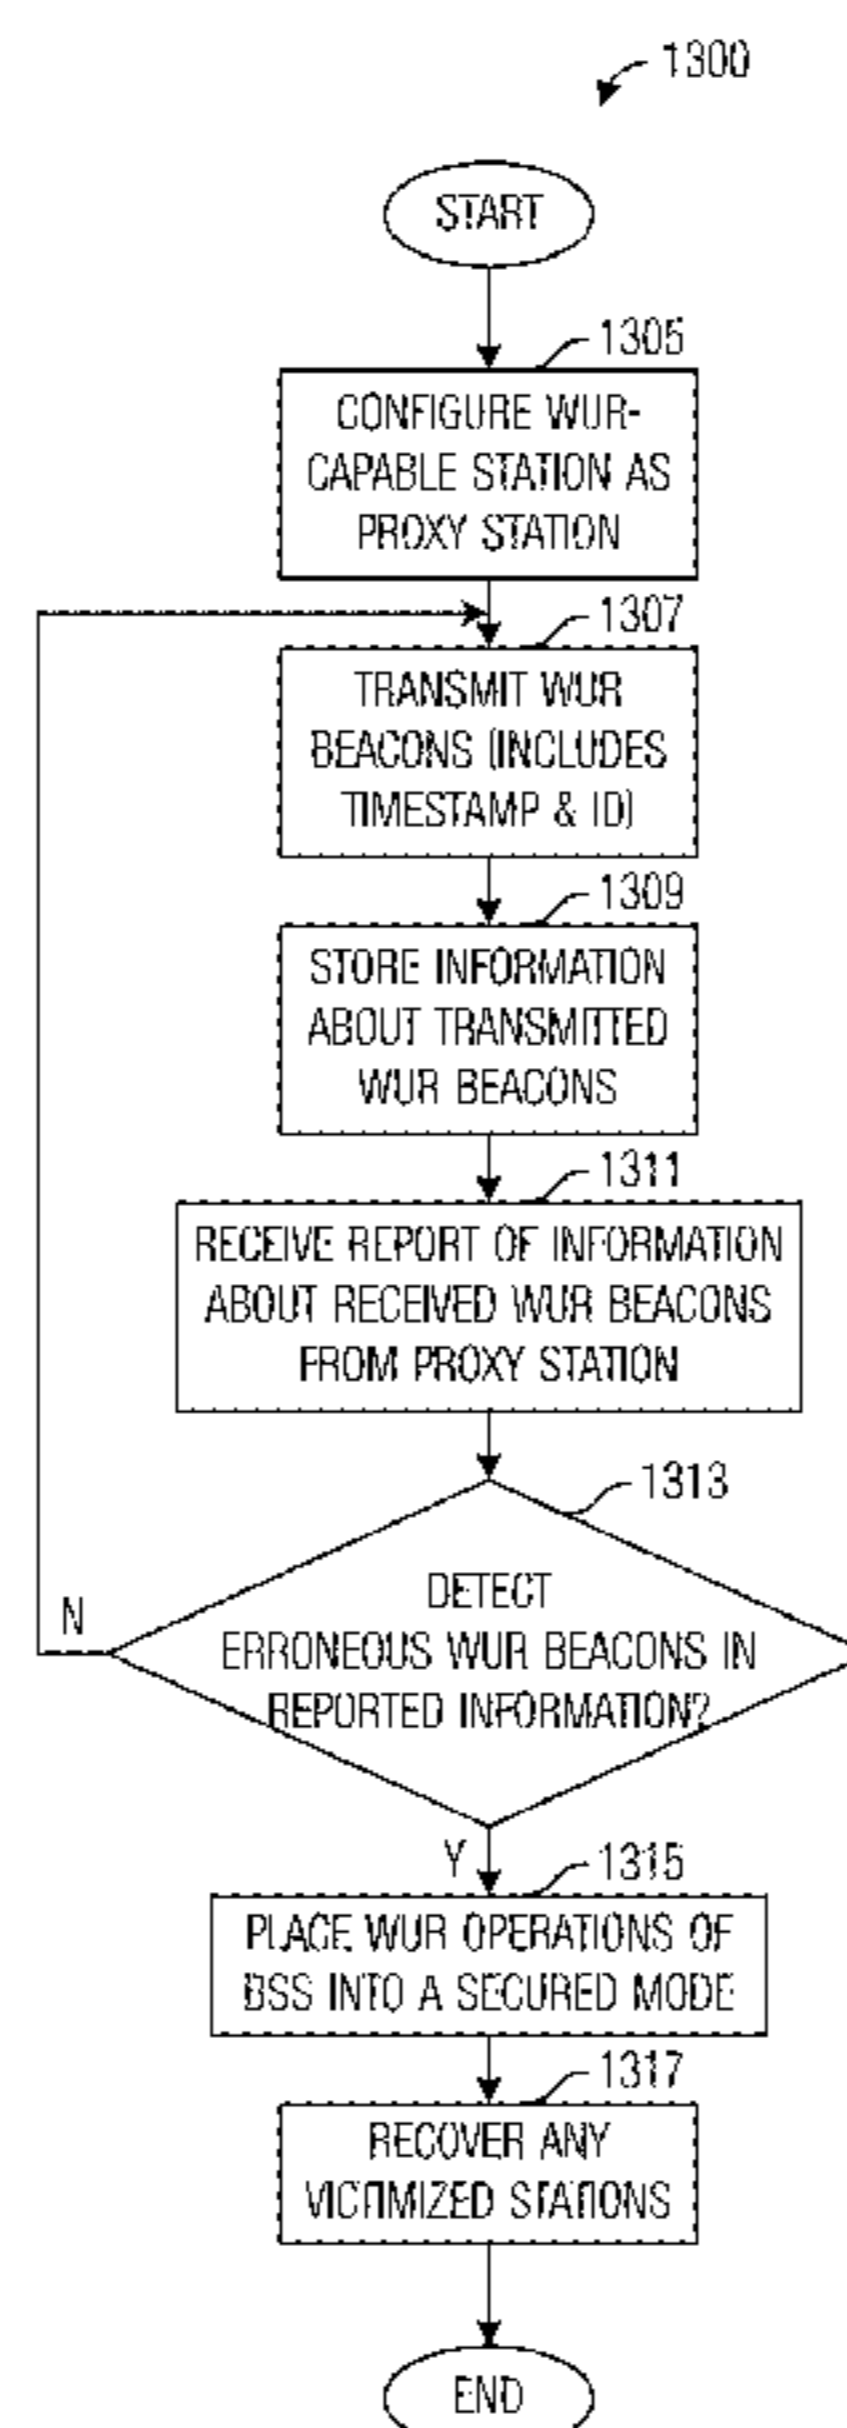 1300
START
1305
CONFIGURE WUR-
CAPABLE STATION AS
PROXY STATION
1307
TRANSMIT WUR
BEACONS (INCLUDES
TIMESTAMP & ID)
1309
STORE INFORMATION
ABOUT TRANSMITTED
WUR BEACONS
1311
RECEIVE REPORT OF INFORMATION
ABOUT RECEIVED WUR BEACONS
FROM PROXY STATION
1313
DETECT
ERRONEOUS WUR BEACONS IN
REPORTED INFORMATION?
N
Y
1315
PLACE WUR OPERATIONS OF
BSS INTO A SECURED MODE
1317
RECOVER ANY
VICTIMIZED STATIONS
END